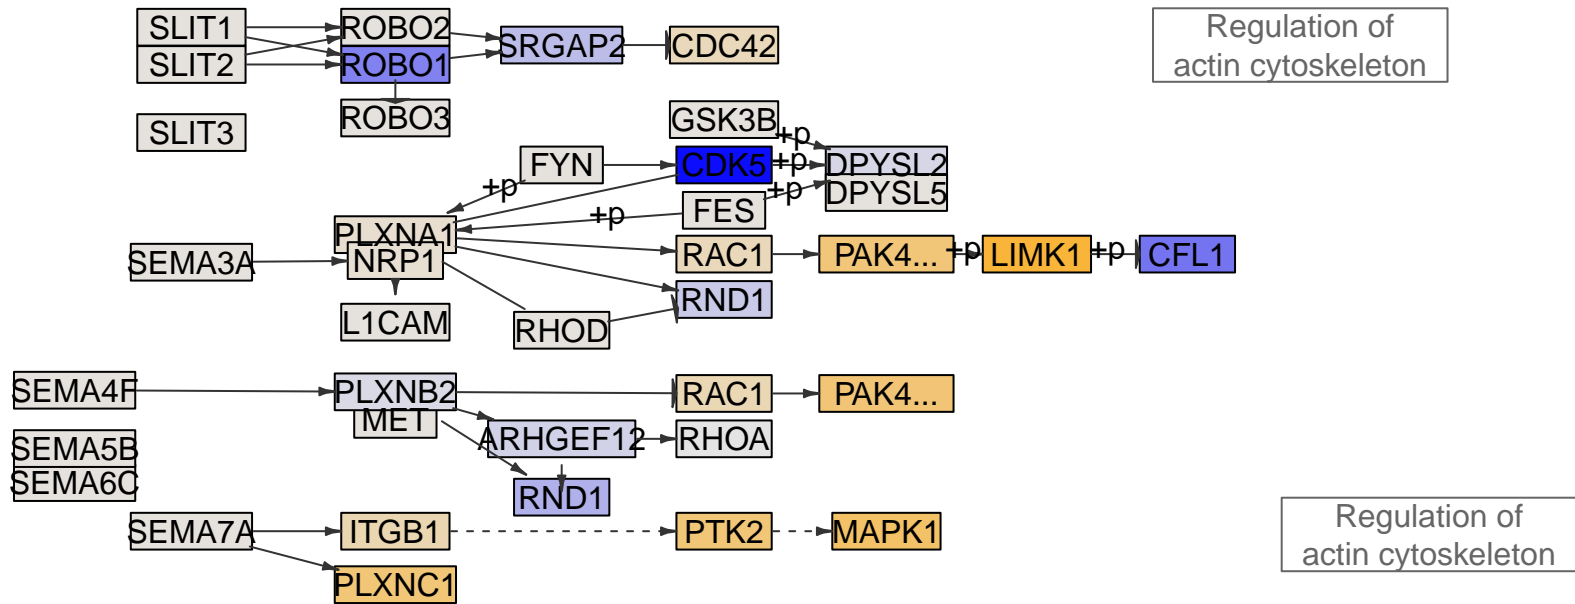 SLIT1
ROBO2
SRGAP2
CDC42
Regulation of
actin cytoskeleton
SLIT2
ROBO1
SLIT3
ROBO3
GSK3B
+p
FYN
CDK5
+p
DPYSL2
+p
+p
DPYSL5
FES
+p
PLXNA1
SEMA3A
NRP1
RAC1
PAK4...
+p
LIMK1
+p
CFL1
RND1
L1CAM
RHOD
SEMA4F
PLXNB2
RAC1
PAK4...
MET
ARHGEF12
RHOA
SEMA5B
SEMA6C
RND1
SEMA7A
ITGB1
PTK2
MAPK1
Regulation of
actin cytoskeleton
PLXNC1